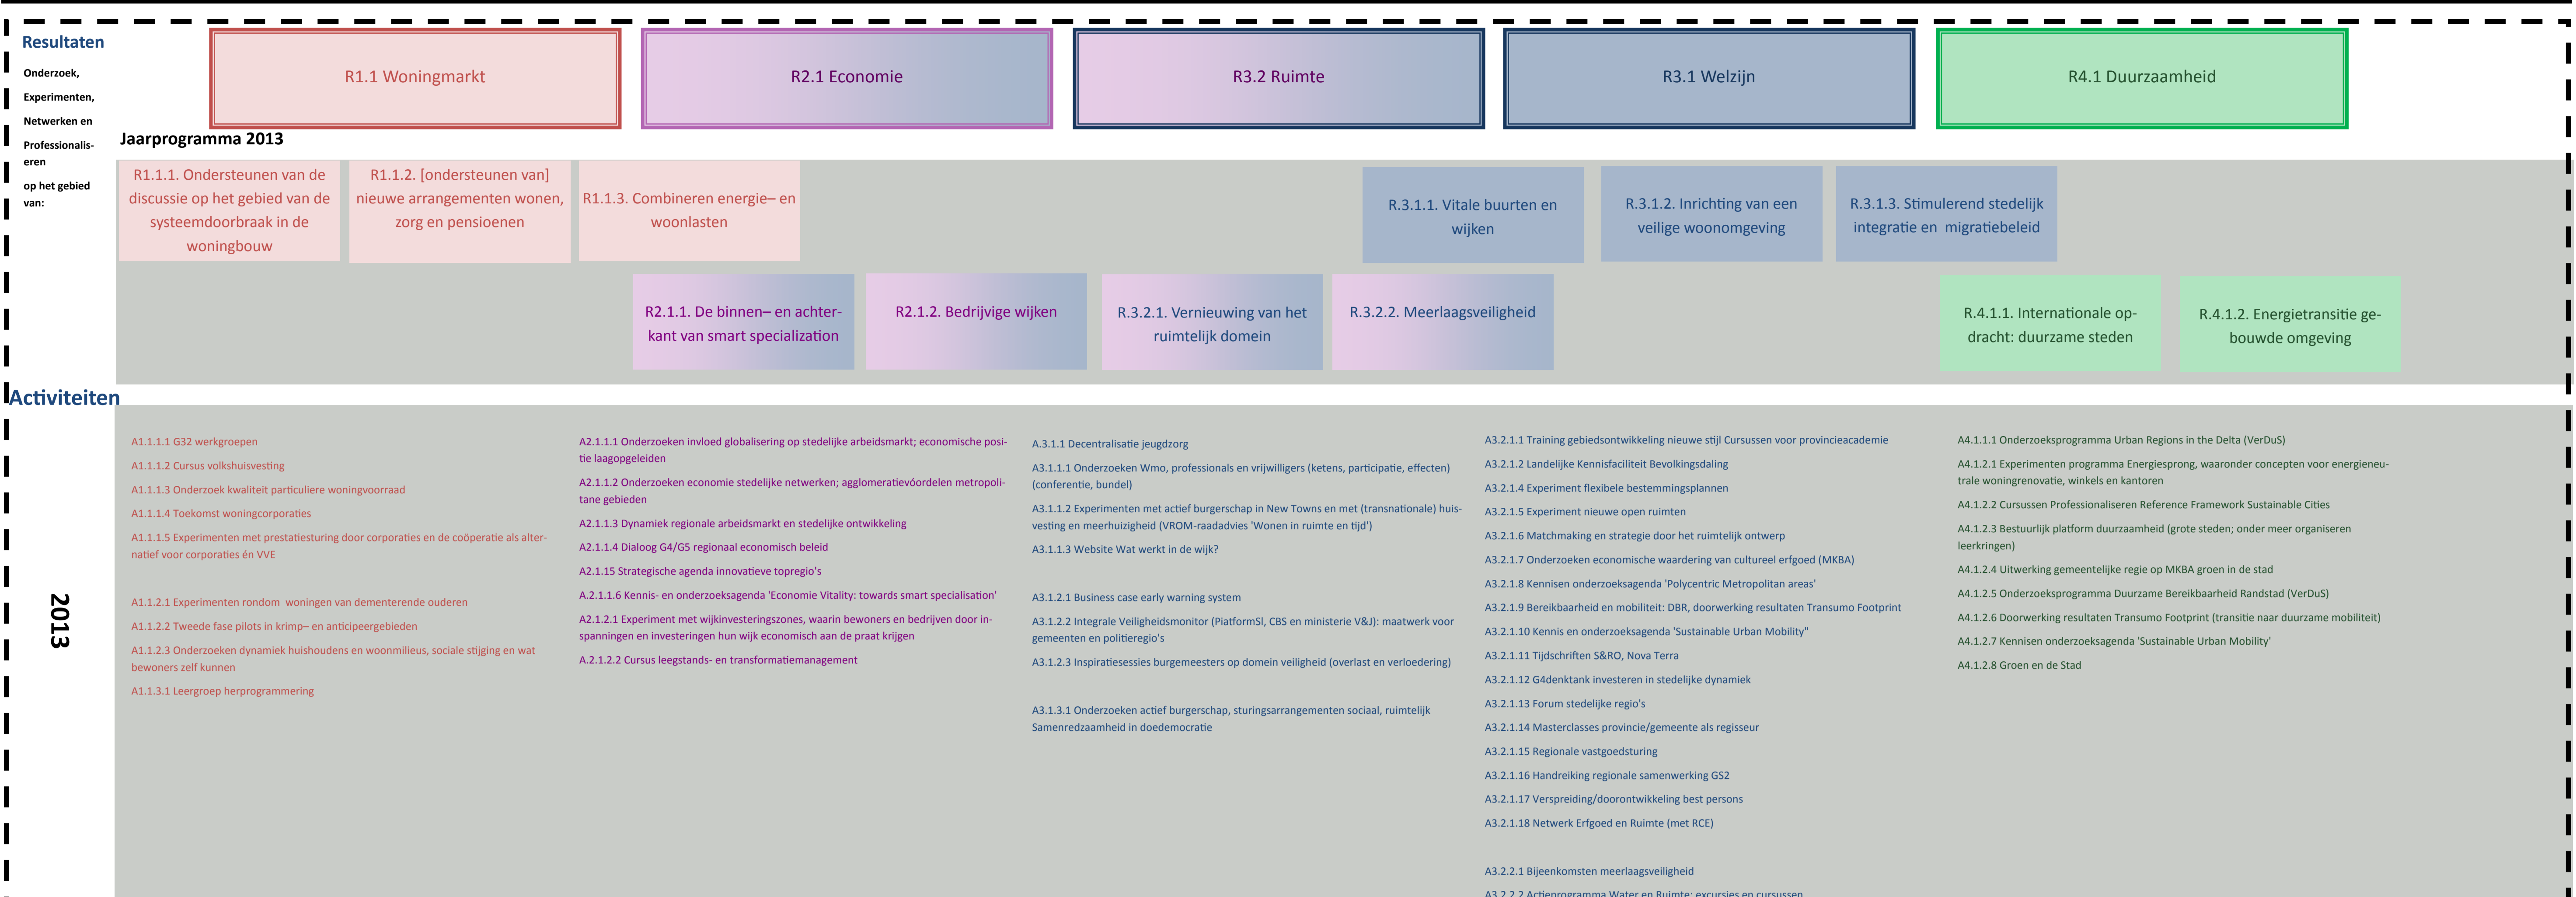 Resultaten
Onderzoek,
Experimenten,
Netwerken en
Professionalis-
eren
op het gebied
van:
R1.1 Woningmarkt
R2.1 Economie
R3.2 Ruimte
R3.1 Welzijn
R4.1 Duurzaamheid
Jaarprogramma 2013
R1.1.1. Ondersteunen van de
discussie op het gebied van de
systeemdoorbraak in de
woningbouw
R1.1.2. [ondersteunen van]
nieuwe arrangementen wonen,
zorg en pensioenen
R1.1.3. Combineren energie– en
woonlasten
R.3.1.1. Vitale buurten en
wijken
R.3.1.2. Inrichting van een
veilige woonomgeving
R.3.1.3. Stimulerend stedelijk
integratie en migratiebeleid
R2.1.1. De binnen– en achter-
kant van smart specialization
R2.1.2. Bedrijvige wijken
R.3.2.1. Vernieuwing van het
ruimtelijk domein
R.3.2.2. Meerlaagsveiligheid
R.4.1.1. Internationale op-
dracht: duurzame steden
R.4.1.2. Energietransitie ge-
bouwde omgeving
Activiteiten
2013
A1.1.1.1 G32 werkgroepen
A1.1.1.2 Cursus volkshuisvesting
A1.1.1.3 Onderzoek kwaliteit particuliere woningvoorraad
A1.1.1.4 Toekomst woningcorporaties
A1.1.1.5 Experimenten met prestatiesturing door corporaties en de coöperatie als alter-
natief voor corporaties én VVE
A1.1.2.1 Experimenten rondom woningen van dementerende ouderen
A1.1.2.2 Tweede fase pilots in krimp– en anticipeergebieden
A1.1.2.3 Onderzoeken dynamiek huishoudens en woonmilieus, sociale stijging en wat
bewoners zelf kunnen
A1.1.3.1 Leergroep herprogrammering
A2.1.1.1 Onderzoeken invloed globalisering op stedelijke arbeidsmarkt; economische posi-
tie laagopgeleiden
A2.1.1.2 Onderzoeken economie stedelijke netwerken; agglomeratievóordelen metropoli-
tane gebieden
A2.1.1.3 Dynamiek regionale arbeidsmarkt en stedelijke ontwikkeling
A2.1.1.4 Dialoog G4/G5 regionaal economisch beleid
A2.1.15 Strategische agenda innovatieve topregio's
A.2.1.1.6 Kennis- en onderzoeksagenda 'Economie Vitality: towards smart specialisation'
A2.1.2.1 Experiment met wijkinvesteringszones, waarin bewoners en bedrijven door in-
spanningen en investeringen hun wijk economisch aan de praat krijgen
A.2.1.2.2 Cursus leegstands- en transformatiemanagement
A.3.1.1 Decentralisatie jeugdzorg
A3.1.1.1 Onderzoeken Wmo, professionals en vrijwilligers (ketens, participatie, effecten)
(conferentie, bundel)
A3.1.1.2 Experimenten met actief burgerschap in New Towns en met (transnationale) huis-
vesting en meerhuizigheid (VROM-raadadvies 'Wonen in ruimte en tijd')
A3.1.1.3 Website Wat werkt in de wijk?
A3.1.2.1 Business case early warning system
A3.1.2.2 Integrale Veiligheidsmonitor (PiatformSl, CBS en ministerie V&J): maatwerk voor
gemeenten en politieregio's
A3.1.2.3 Inspiratiesessies burgemeesters op domein veiligheid (overlast en verloedering)
A3.1.3.1 Onderzoeken actief burgerschap, sturingsarrangementen sociaal, ruimtelijk
Samenredzaamheid in doedemocratie
A3.2.1.1 Training gebiedsontwikkeling nieuwe stijl Cursussen voor provincieacademie
A3.2.1.2 Landelijke Kennisfaciliteit Bevolkingsdaling
A3.2.1.4 Experiment flexibele bestemmingsplannen
A3.2.1.5 Experiment nieuwe open ruimten
A3.2.1.6 Matchmaking en strategie door het ruimtelijk ontwerp
A3.2.1.7 Onderzoeken economische waardering van cultureel erfgoed (MKBA)
A3.2.1.8 Kennisen onderzoeksagenda 'Polycentric Metropolitan areas'
A3.2.1.9 Bereikbaarheid en mobiliteit: DBR, doorwerking resultaten Transumo Footprint
A3.2.1.10 Kennis en onderzoeksagenda 'Sustainable Urban Mobility"
A3.2.1.11 Tijdschriften S&RO, Nova Terra
A3.2.1.12 G4denktank investeren in stedelijke dynamiek
A3.2.1.13 Forum stedelijke regio's
A3.2.1.14 Masterclasses provincie/gemeente als regisseur
A3.2.1.15 Regionale vastgoedsturing
A3.2.1.16 Handreiking regionale samenwerking GS2
A3.2.1.17 Verspreiding/doorontwikkeling best persons
A3.2.1.18 Netwerk Erfgoed en Ruimte (met RCE)
A3.2.2.1 Bijeenkomsten meerlaagsveiligheid
A3.2.2.2 Actieprogramma Water en Ruimte: excursies en cursussen
A4.1.1.1 Onderzoeksprogramma Urban Regions in the Delta (VerDuS)
A4.1.2.1 Experimenten programma Energiesprong, waaronder concepten voor energieneu-
trale woningrenovatie, winkels en kantoren
A4.1.2.2 Cursussen Professionaliseren Reference Framework Sustainable Cities
A4.1.2.3 Bestuurlijk platform duurzaamheid (grote steden; onder meer organiseren
leerkringen)
A4.1.2.4 Uitwerking gemeentelijke regie op MKBA groen in de stad
A4.1.2.5 Onderzoeksprogramma Duurzame Bereikbaarheid Randstad (VerDuS)
A4.1.2.6 Doorwerking resultaten Transumo Footprint (transitie naar duurzame mobiliteit)
A4.1.2.7 Kennisen onderzoeksagenda 'Sustainable Urban Mobility'
A4.1.2.8 Groen en de Stad